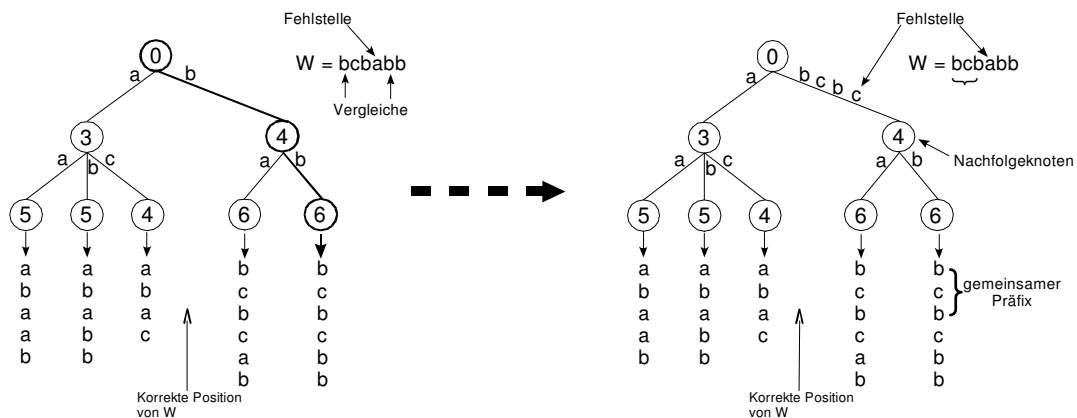 Fehlstelle
W = bcbabb
Vergleiche
0
a b
3
4
a b c
a b
5 5 4 6 6
a a a b b
b b b c c
a a a b b
a b c c c
b b a b
b b
Korrekte Position
von W
Fehlstelle
W = bcbabb
0
a b c b c
3
4
Nachfolgeknoten
a b c
a b
5 5 4 6 6
a a a b b
b b b c c
a a a b b
a b c c c
b b a b
b b
gemeinsamer
Präfix
Korrekte Position
von W